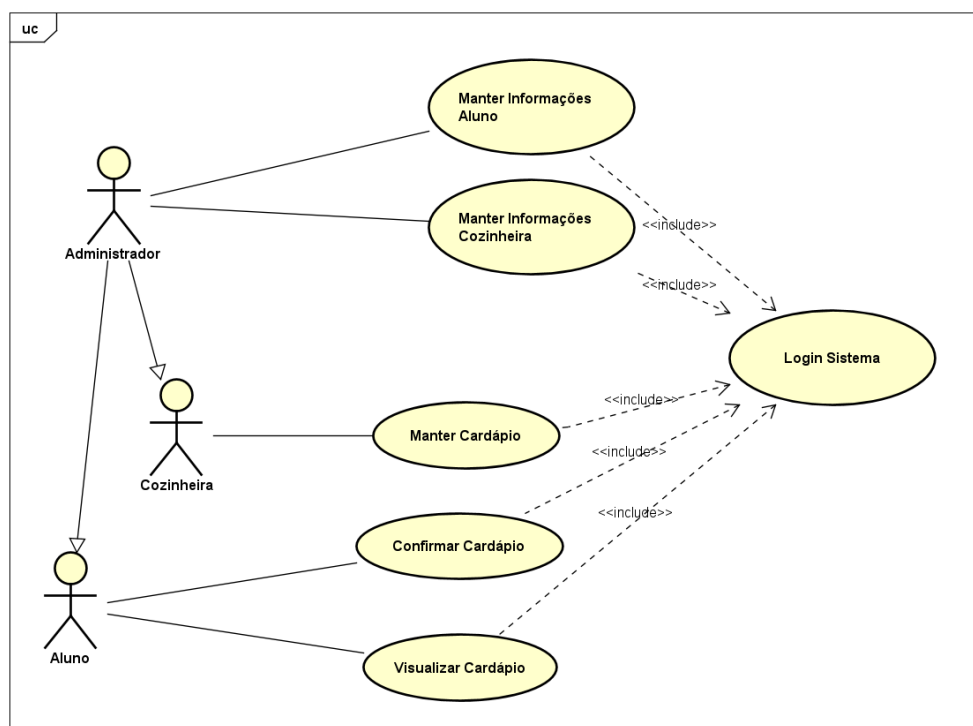 uc
Manter Informações
Aluno
Administrador
Manter Informações
Cozinheira
<<include>>
<<include>>
Login Sistema
<<include>>
Manter Cardápio
<<include>>
Cozinheira
<<include>>
Confirmar Cardápio
Aluno
Visualizar Cardápio